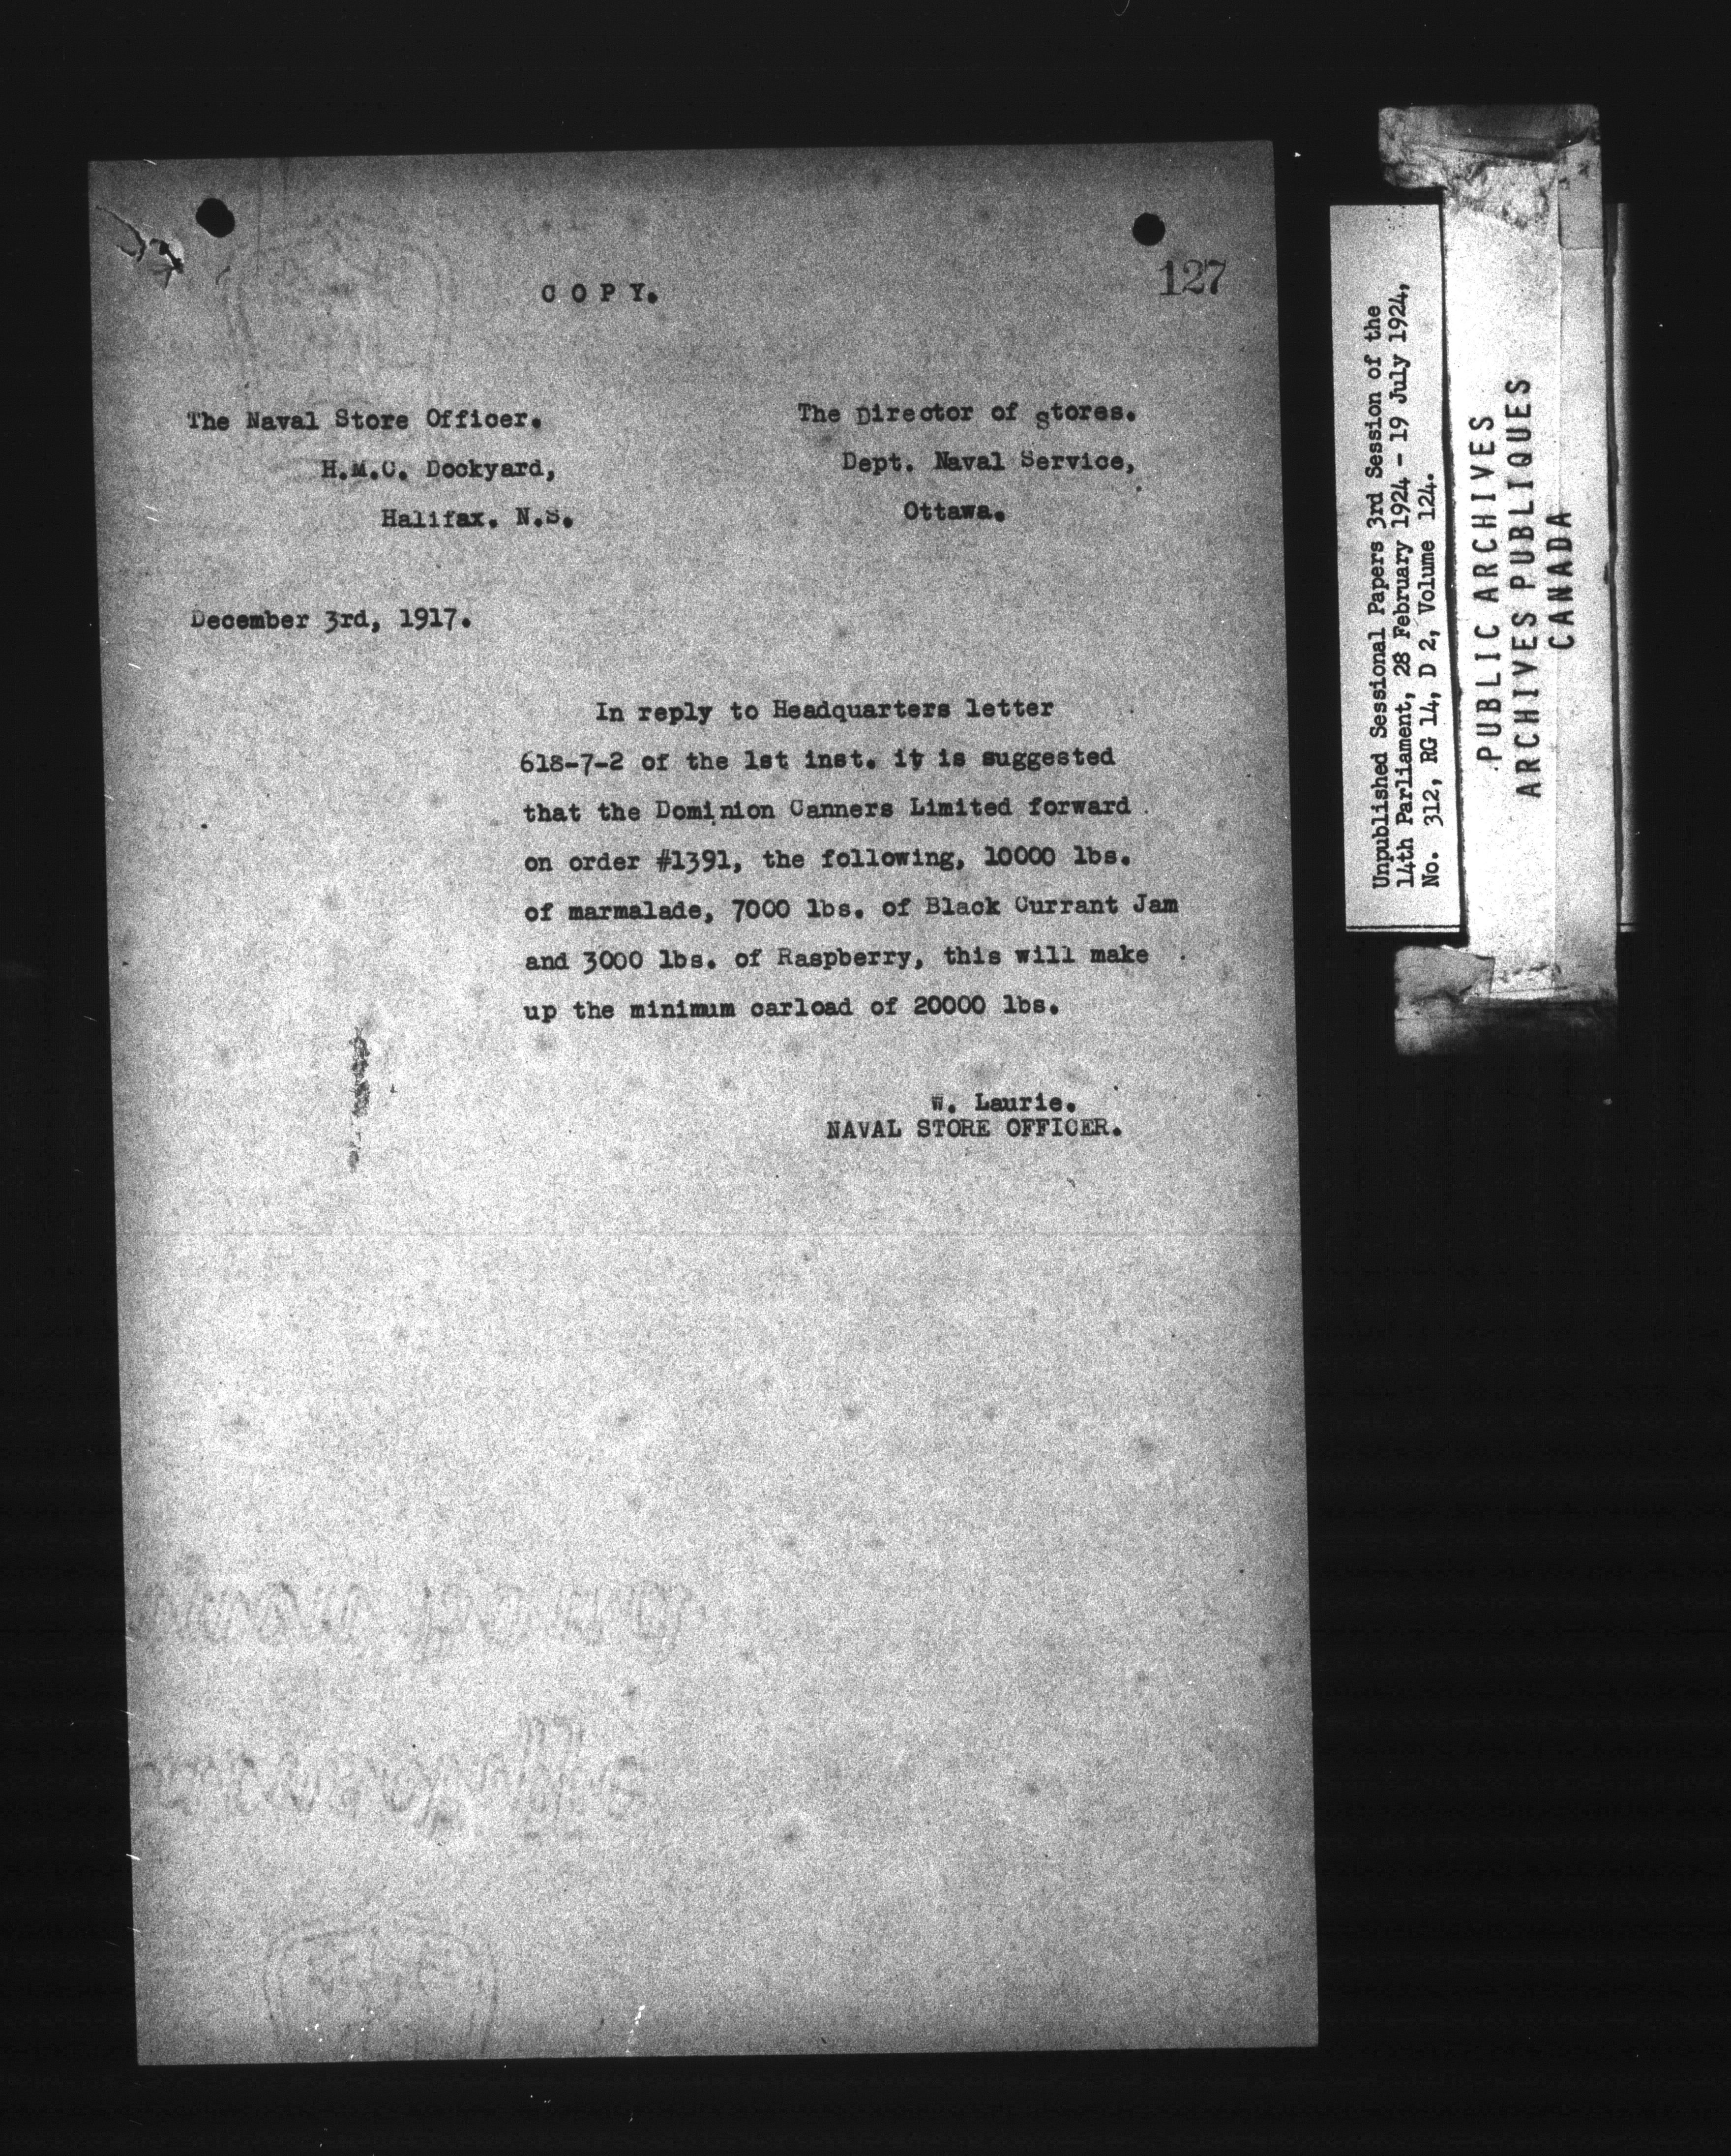 COPY.
127
The Naval Store Officer.
H.M.C. Dockyard,
Halifax. N.S.
The Director of Stores.
Dept. Naval Service,
Ottawa.
December 3rd, 1917.
In reply to Headquarters letter
618-7-2 of the 1st inst. it is suggested
that the Dominion Canners Limited forward
on order #1391, the following, 10000 lbs.
of marmalade, 7000 lbs. of Black Currant Jam
and 3000 lbs. of Raspberry, this will make
up the minimum carload of 20000 lbs.
W. Laurie.
NAVAL STORE OFFICER.
Unpublished Sessional Papers 3rd Session of the
14th Parliament, 28 February 1924 - 19 July 1924,
No. 312, RG 14, D 2, Volume 124.
PUBLIC ARCHIVES
ARCHIVES PUBLIQUES
CANADA